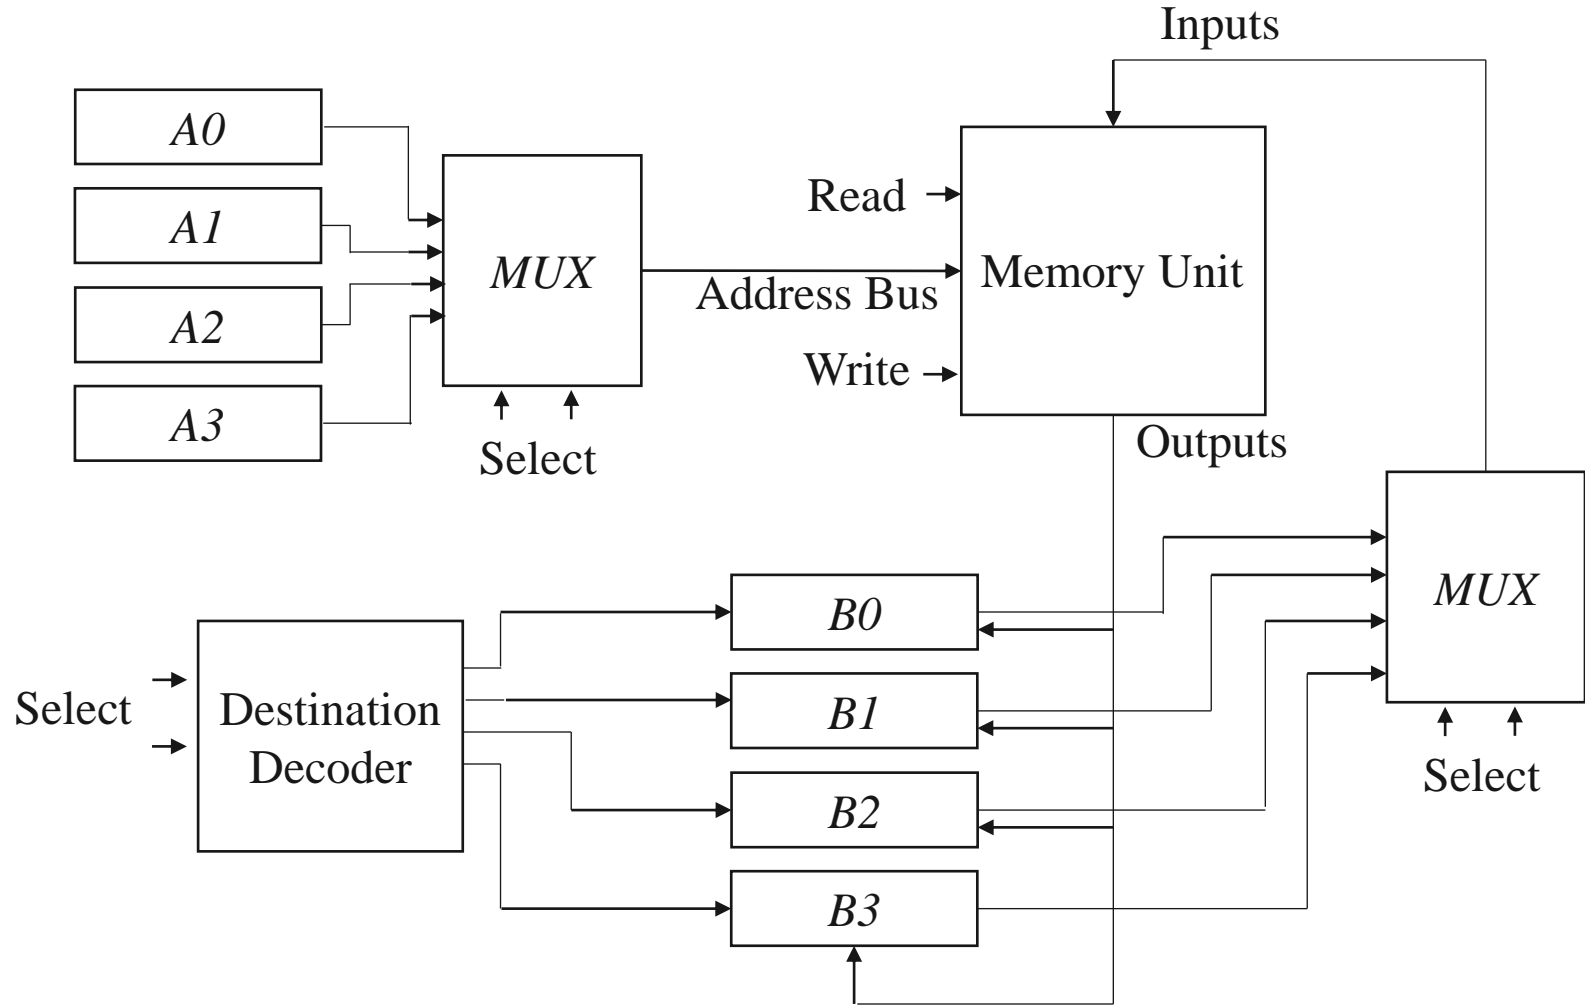 Inputs
A0
A1
A2
A3
MUX
Select
Read
Address Bus
Write
Memory Unit
Outputs
Select
Destination
Decoder
B0
B1
B2
B3
MUX
Select